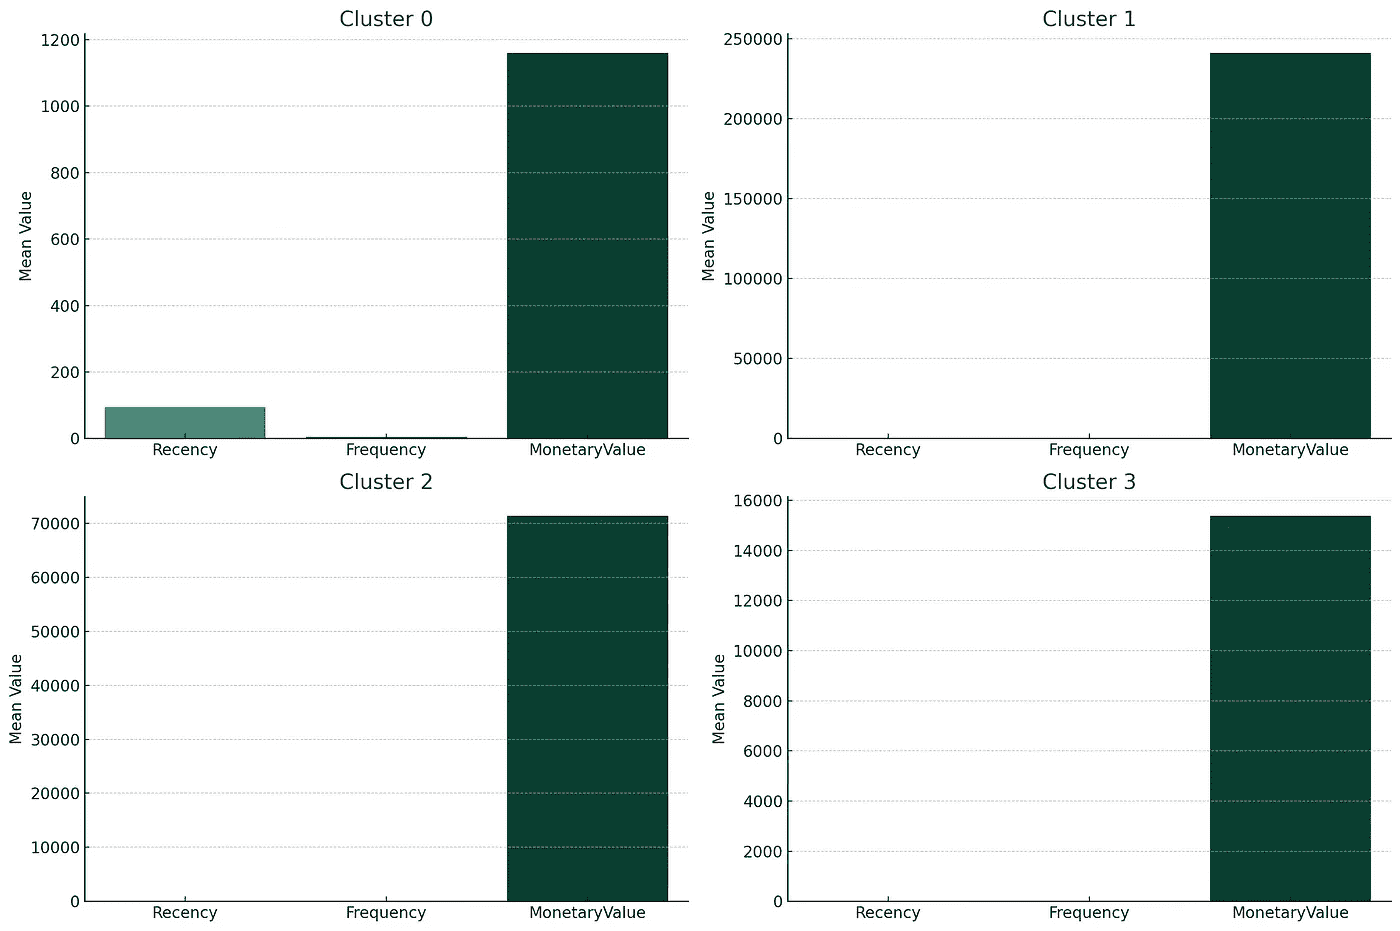 Cluster 0
1200
1000
800
600
400
200
0
Mean Value
Recency Frequency MonetaryValue
Cluster 1
250000
200000
150000
100000
50000
0
Mean Value
Recency Frequency MonetaryValue
Cluster 2
70000
60000
50000
40000
30000
20000
10000
0
Mean Value
Recency Frequency MonetaryValue
Cluster 3
16000
14000
12000
10000
8000
6000
4000
2000
0
Mean Value
Recency Frequency MonetaryValue